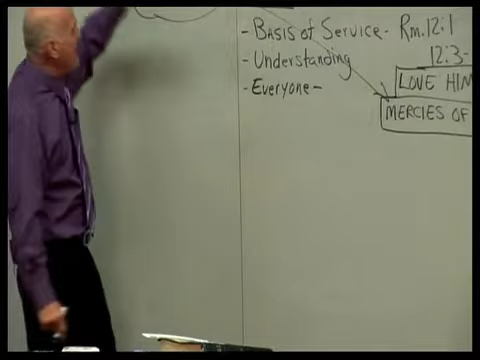 - Basis of Service - Rm. 12:1
12:3-
- Understanding
LOVE HIM
- Everyone -
MERCIES OF